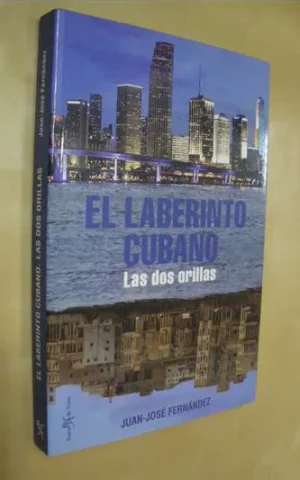 EL LABERINTO
CUBANO
Las dos orillas
JUAN-JOSÉ FERNÁNDEZ
EL LABERINTO CUBANO. LAS DOS ORILLAS
Juan-José Fernández